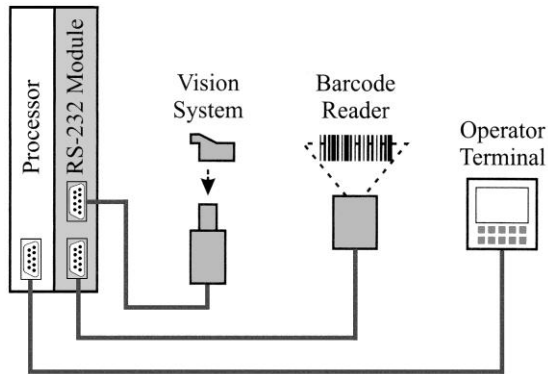 Processor
RS-232 Module
Vision
System
Barcode
Reader
Operator
Terminal